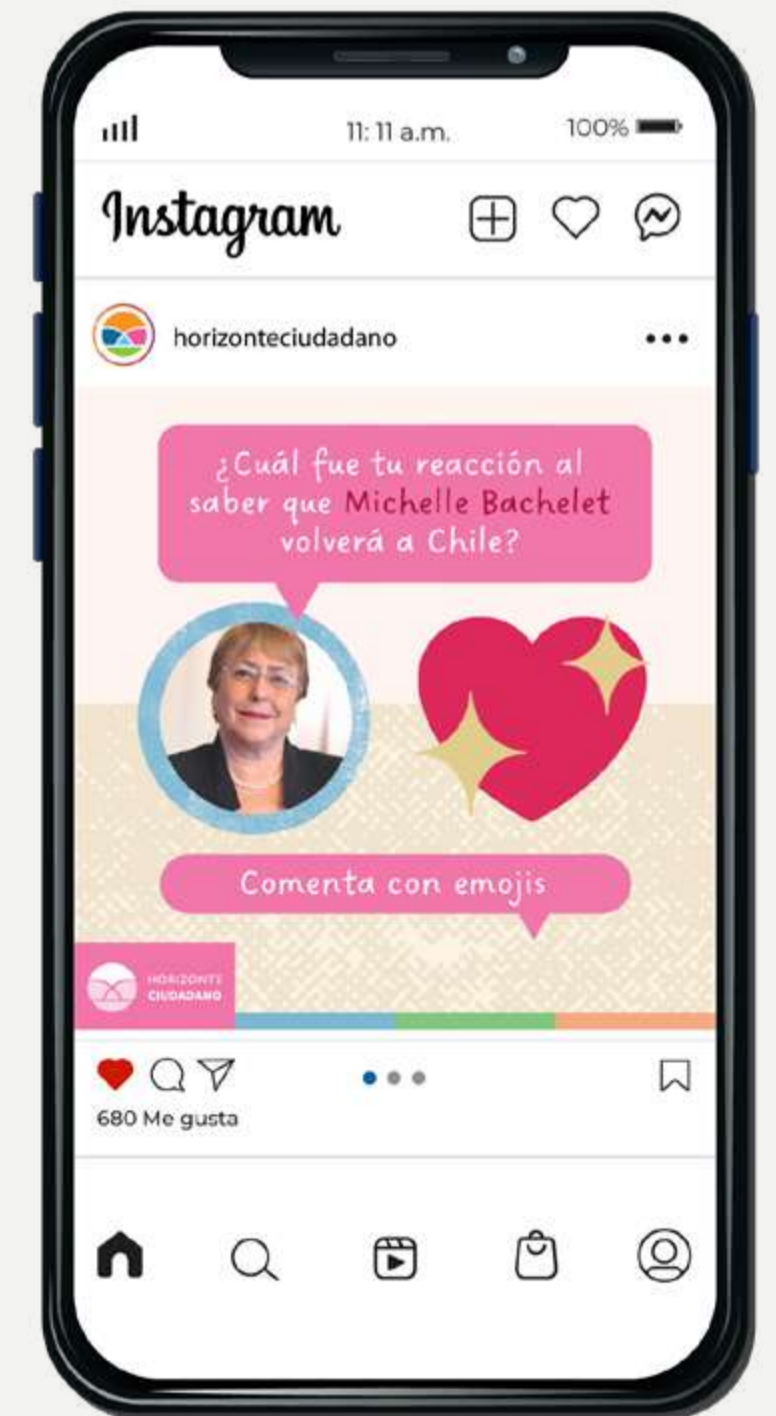 11:11 a.m.
100%
Instagram
horizonteciudadano
¿Cuál fue tu reacción al
saber que Michelle Bachelet
volverá a Chile?
Comenta con emojis
HORIZONTE
CIUDADANO
680 Me gusta